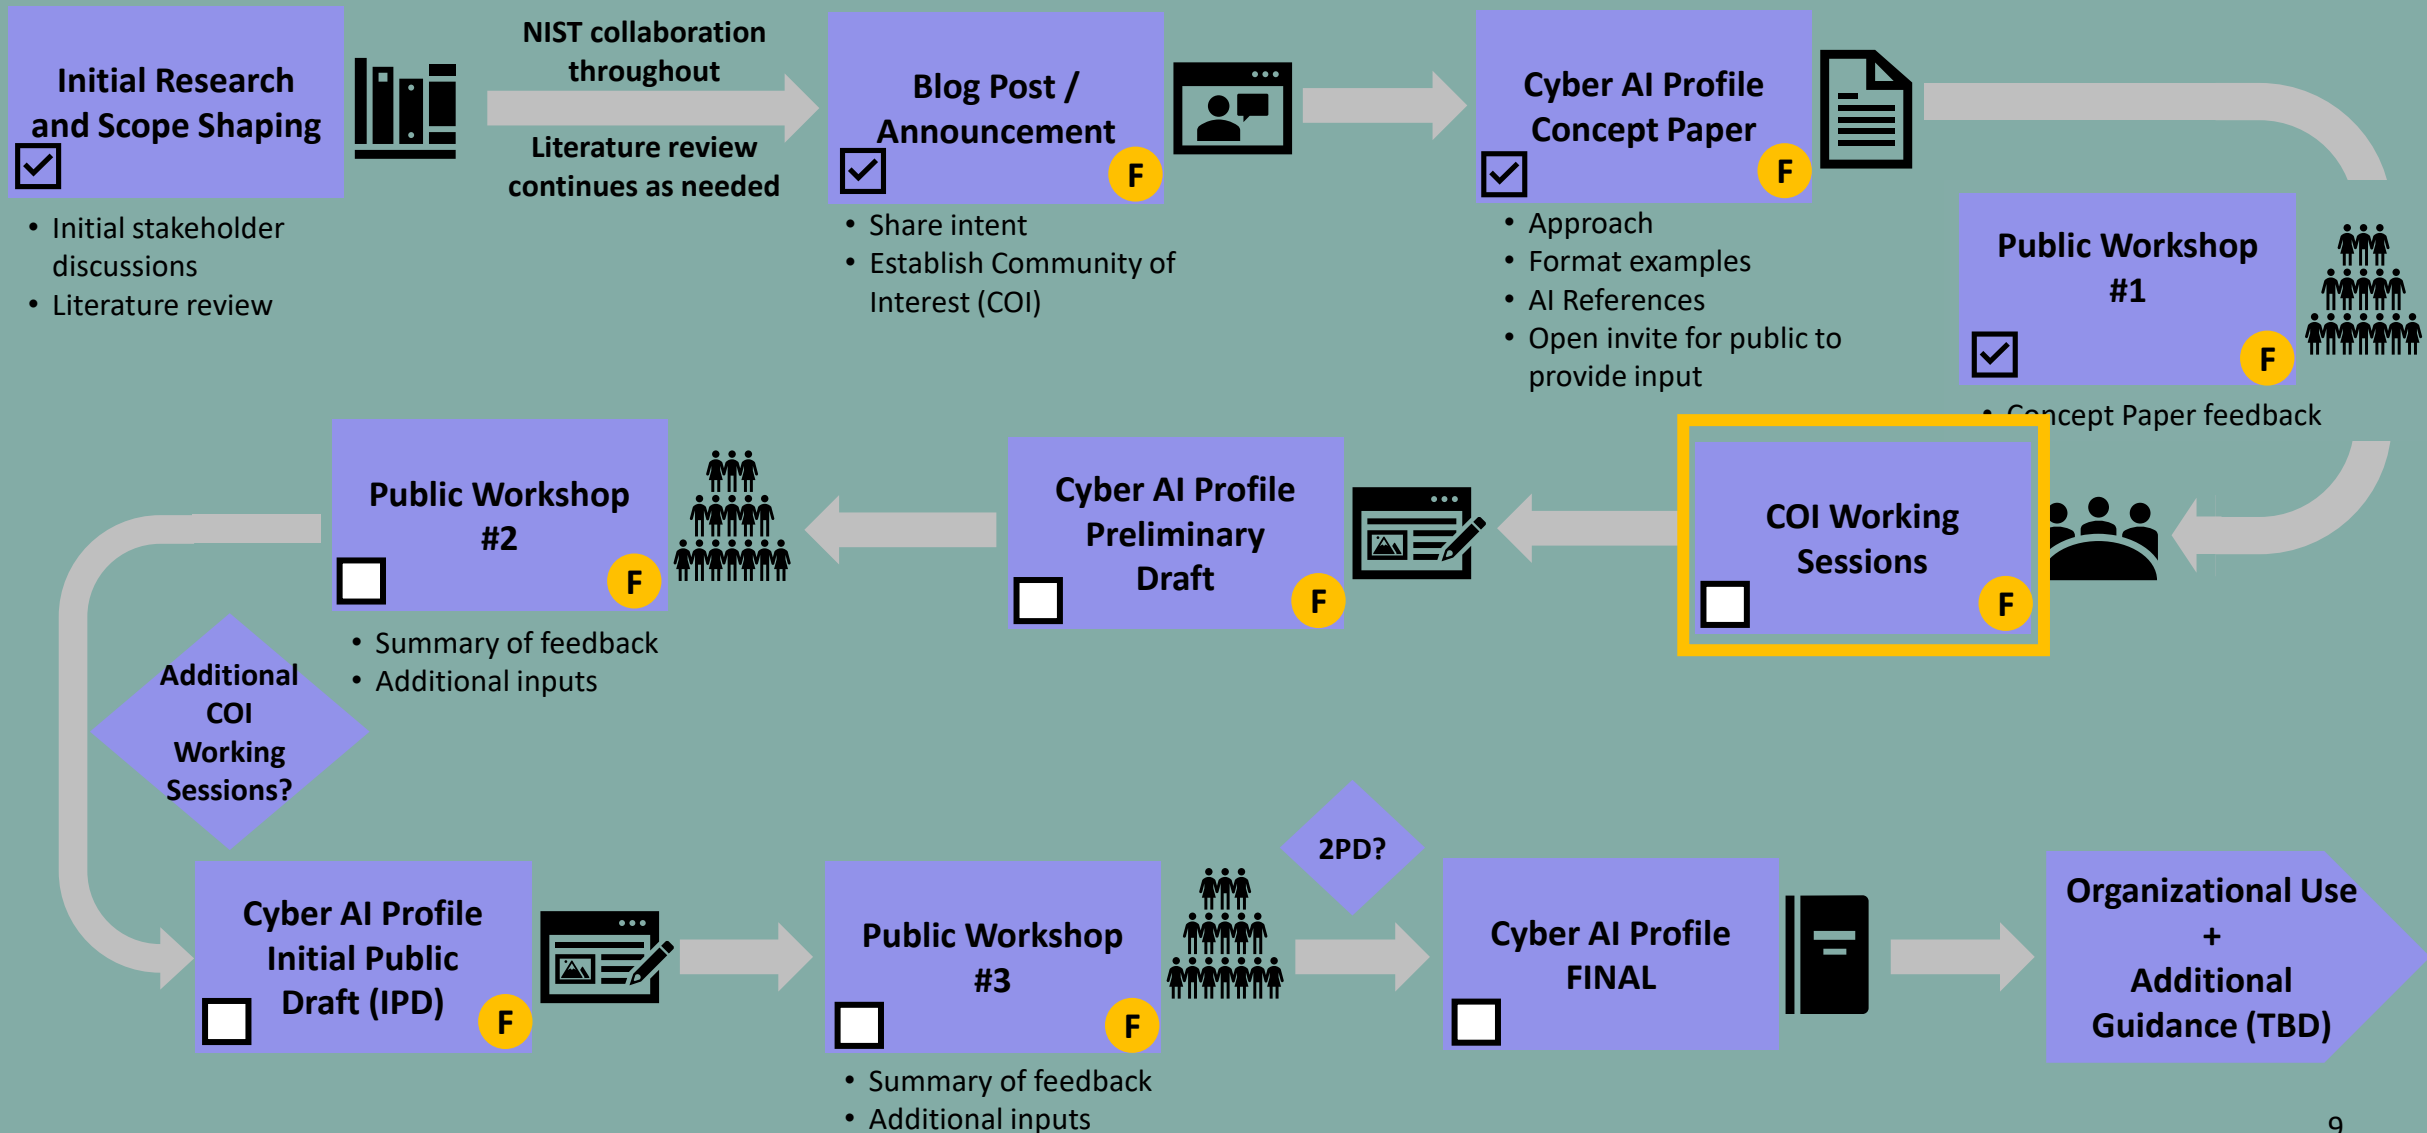 Initial Research
and Scope Shaping
• Initial stakeholder
discussions
• Literature review
NIST collaboration
throughout
Literature review
continues as needed
Blog Post /
Announcement
F
• Share intent
• Establish Community of
Interest (COI)
Cyber AI Profile
Concept Paper
F
• Approach
• Format examples
• AI References
• Open invite for public to
provide input
Public Workshop
#1
F
• Concept Paper feedback
COI Working
Sessions
F
Cyber AI Profile
Preliminary
Draft
F
Public Workshop
#2
F
• Summary of feedback
• Additional inputs
Additional
COI
Working
Sessions?
Cyber AI Profile
Initial Public
Draft (IPD)
F
Public Workshop
#3
F
• Summary of feedback
• Additional inputs
2PD?
Cyber AI Profile
FINAL
Organizational Use
+
Additional
Guidance (TBD)
9